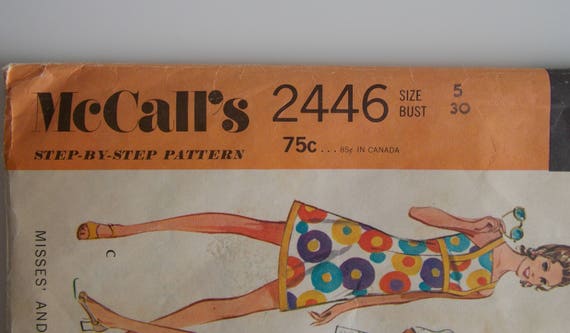 McCall's 2446 SIZE 5
BUST 30
STEP-BY-STEP PATTERN 75c... 85¢ IN CANADA
C
MISSES' AND